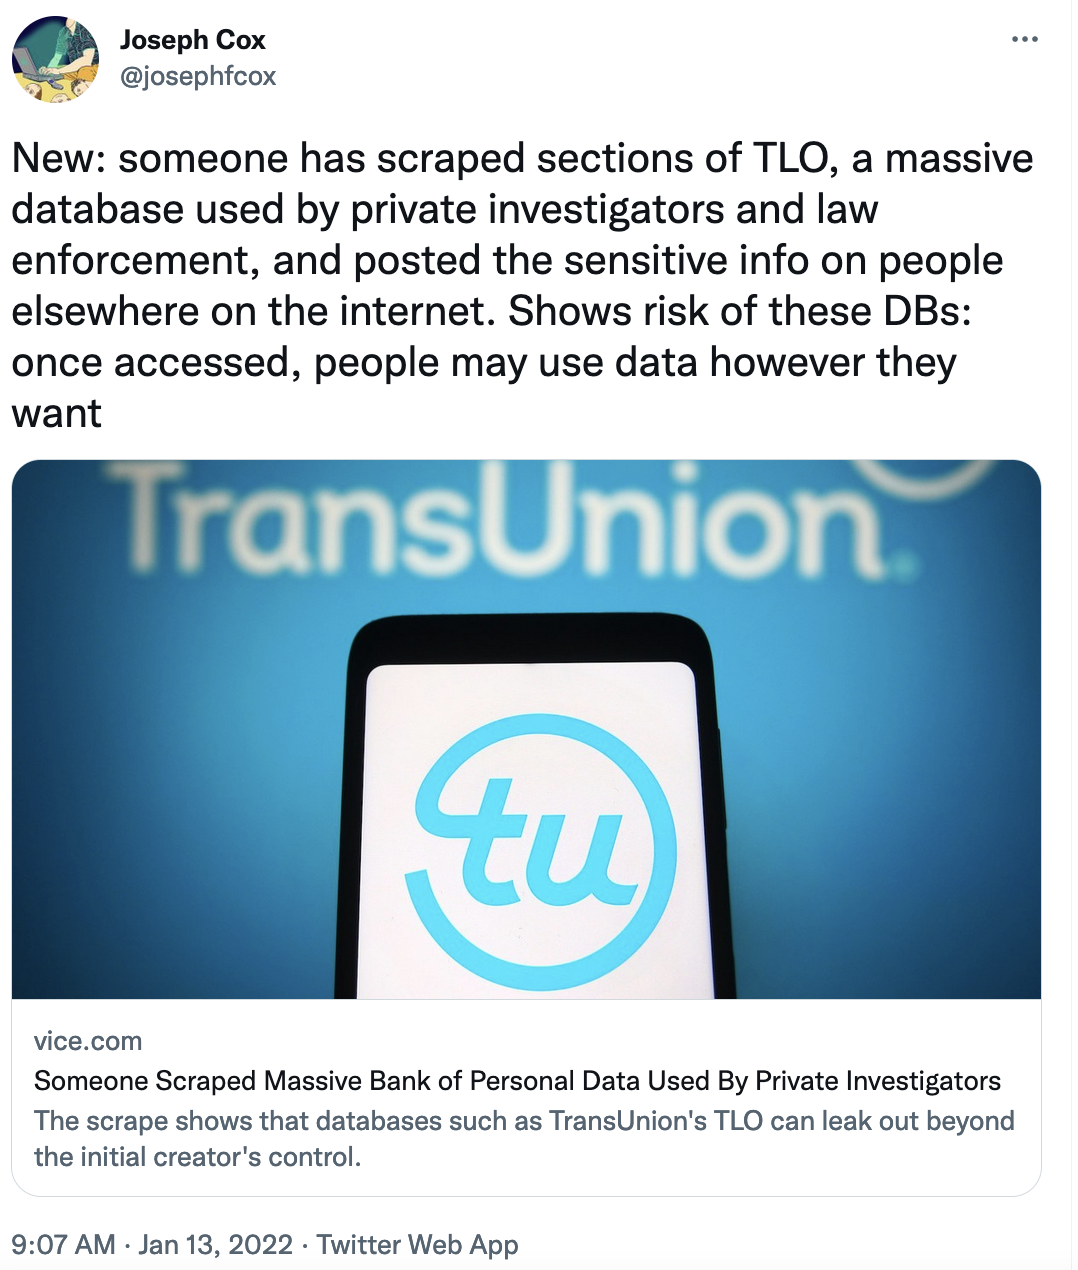 Joseph Cox
@josephfcox
New: someone has scraped sections of TLO, a massive
database used by private investigators and law
enforcement, and posted the sensitive info on people
elsewhere on the internet. Shows risk of these DBs:
once accessed, people may use data however they
want
TransUnion
tu
vice.com
Someone Scraped Massive Bank of Personal Data Used By Private Investigators
The scrape shows that databases such as TransUnion's TLO can leak out beyond
the initial creator's control.
9:07 AM · Jan 13, 2022 · Twitter Web App